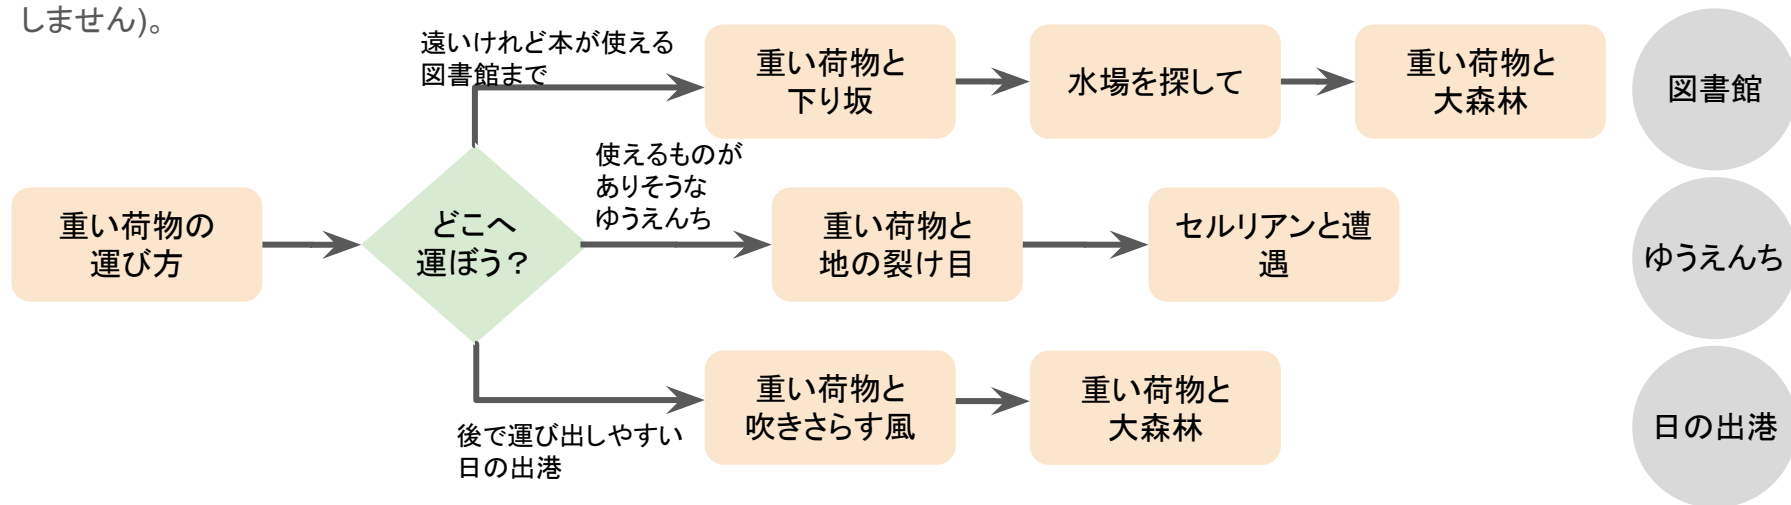 しません)。
遠いけれど本が使える
図書館まで
重い荷物と
下り坂
水場を探して
重い荷物と
大森林
図書館
使えるものが
ありそうな
ゆうえんち
重い荷物の
運び方
どこへ
運ぼう？
重い荷物と
地の裂け目
セルリアンと遭
遇
ゆうえんち
重い荷物と
吹きさらす風
重い荷物と
大森林
日の出港
後で運び出しやすい
日の出港